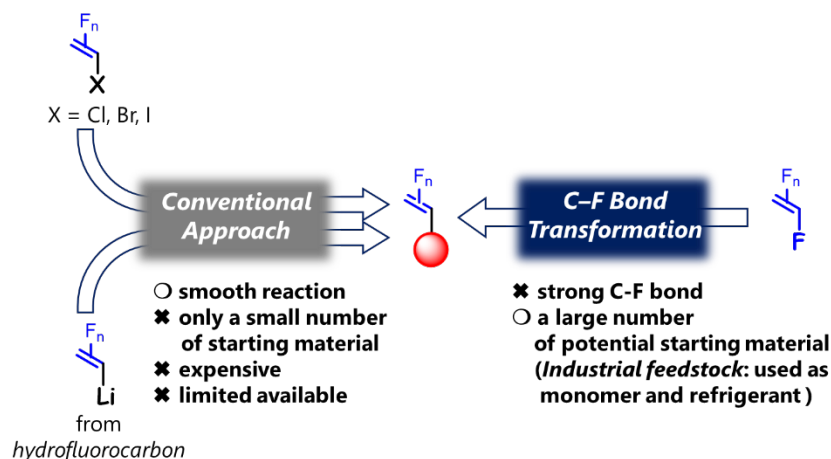 Fn
X
X = Cl, Br, I
Conventional
Approach
Fn
Li
from
hydrofluorocarbon
❍ smooth reaction
✖ only a small number
of starting material
✖ expensive
✖ limited available
Fn
C–F Bond
Transformation
Fn
F
✖ strong C-F bond
❍ a large number
of potential starting material
(Industrial feedstock: used as
monomer and refrigerant )